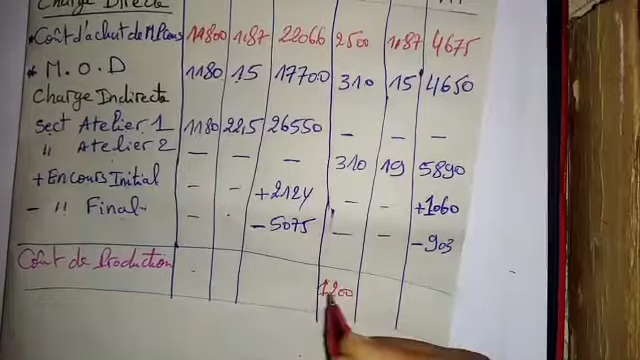 Charge Directe
* Coût d'achat de M.P.Cons 11800 1,87 22066 2500 1,87 4675
* M.O.D 1180 15 17700 310 15 4650
Charge Indirecte
Sect Atelier 1 1180 22,5 26550 - - -
" Atelier 2 - - - 310 19 5890
+ Encours Initial - - +2124 - - +1060
- " Final - - -5075 - - -903
Coût de Production - 1200